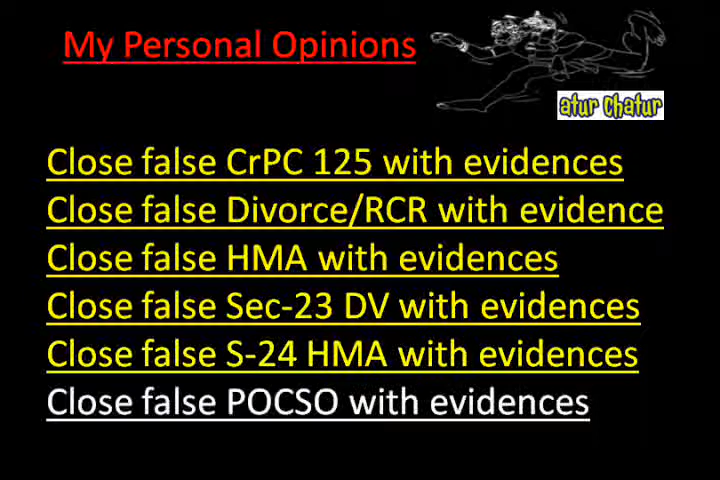 My Personal Opinions
atur Chatur
Close false CrPC 125 with evidences
Close false Divorce/RCR with evidence
Close false HMA with evidences
Close false Sec-23 DV with evidences
Close false S-24 HMA with evidences
Close false POCSO with evidences